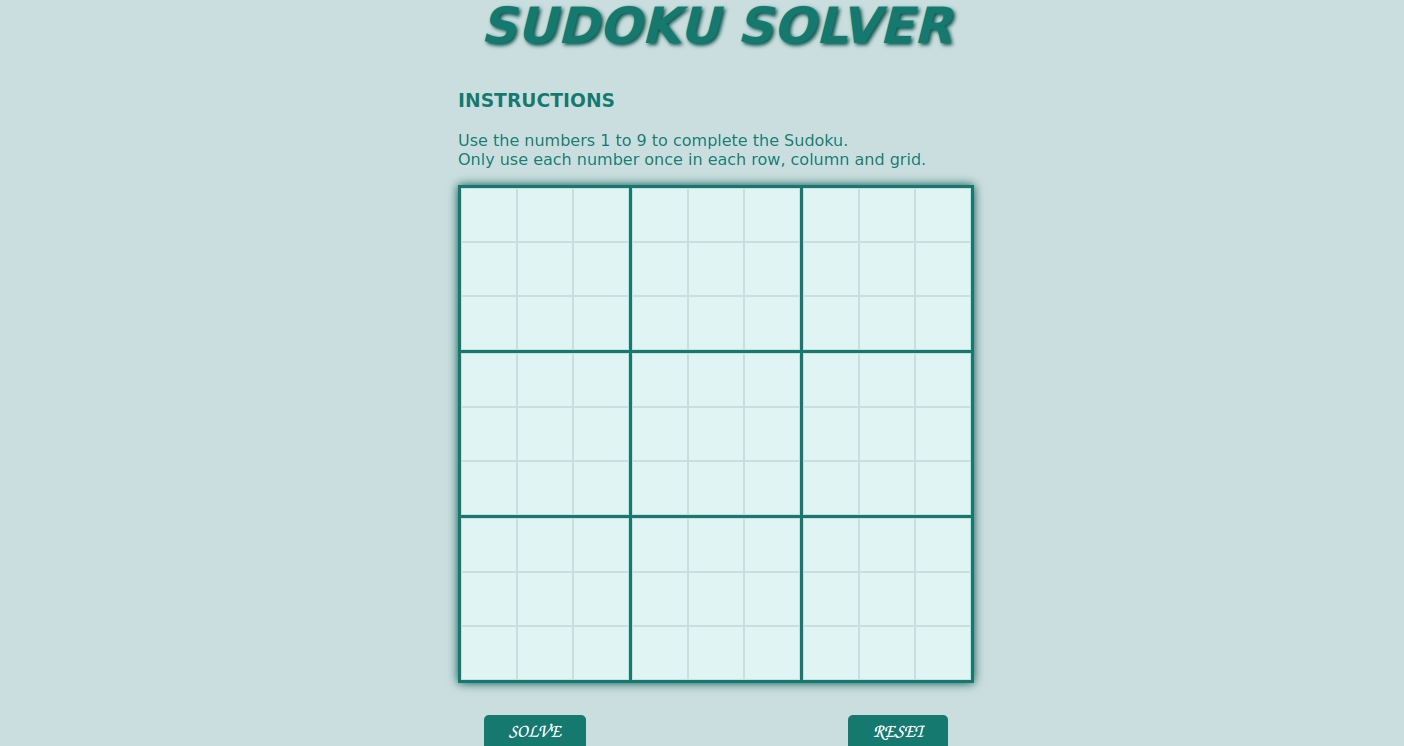 SUDOKU SOLVER
INSTRUCTIONS
Use the numbers 1 to 9 to complete the Sudoku.
Only use each number once in each row, column and grid.
SOLVE
RESET